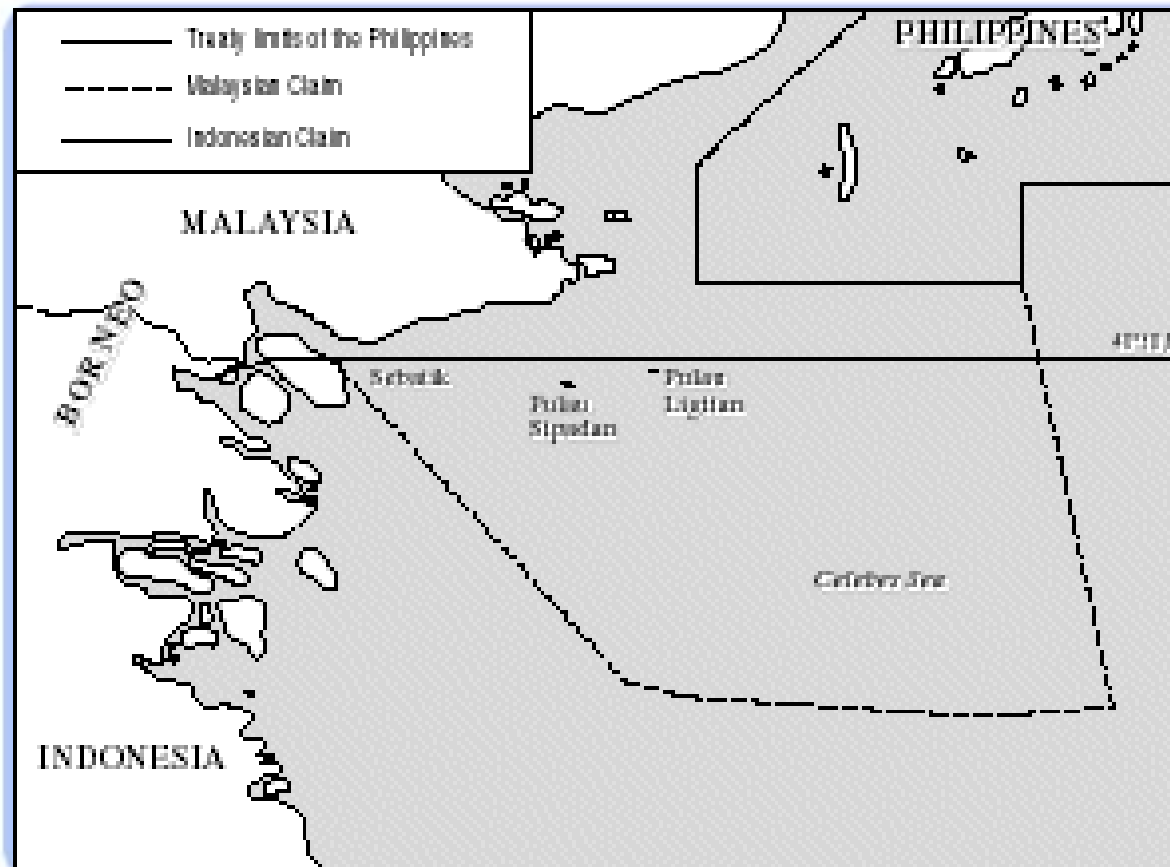 Treaty limits of the Philippines
Malaysian Claim
Indonesian Claim
PHILIPPINES
MALAYSIA
BORNEO
Sebatik
Pulau
Sipadan
Pulau
Ligitan
Celebes Sea
INDONESIA